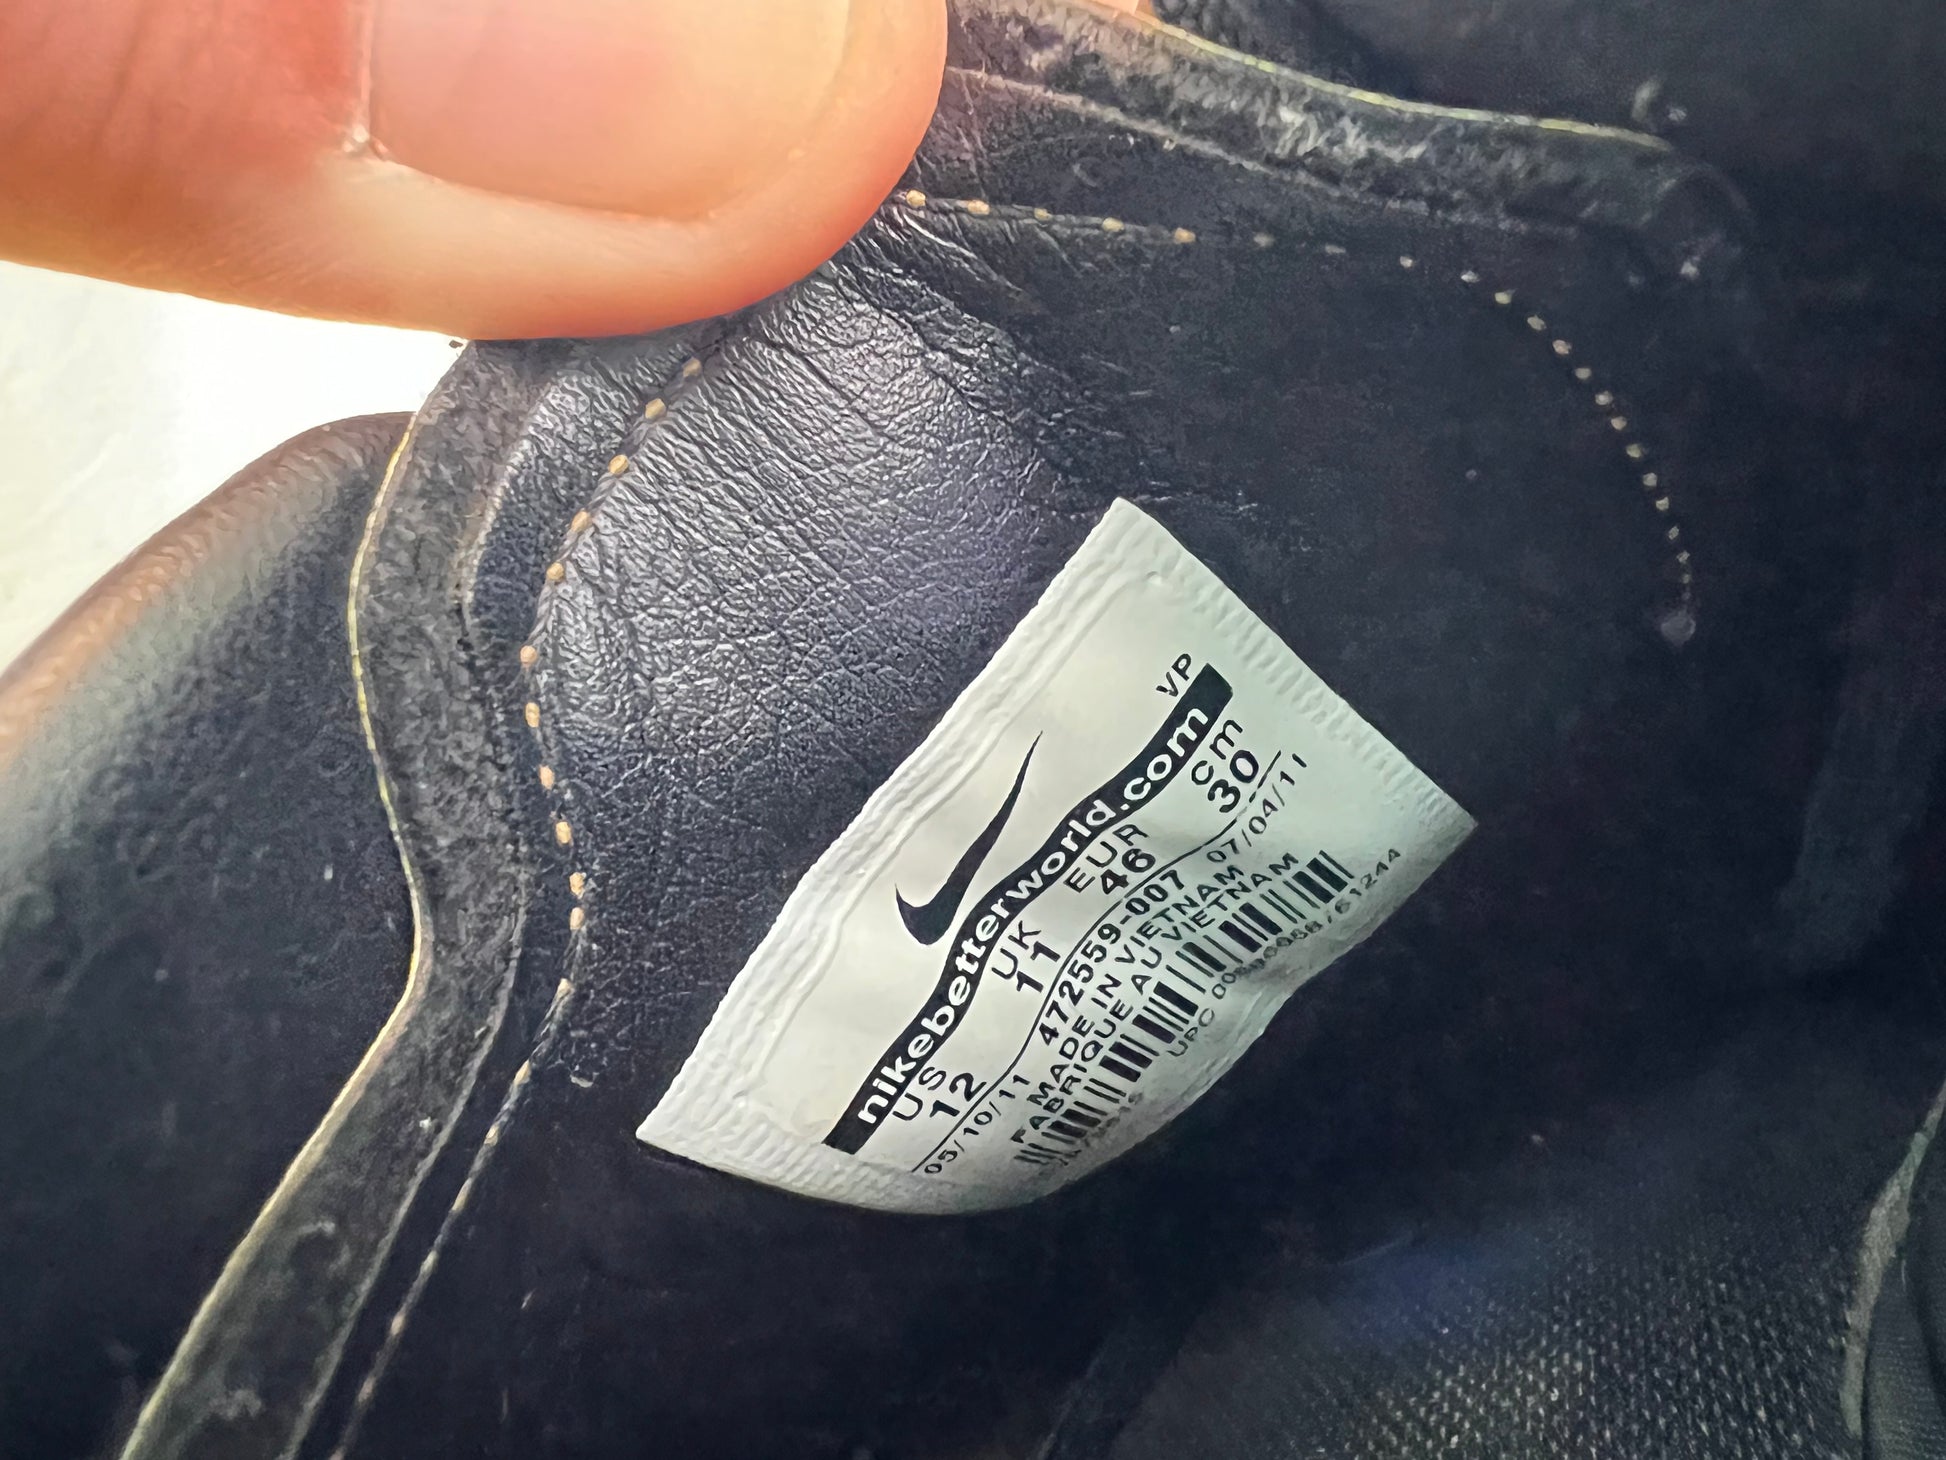 VP
nikebetterworld.com
US UK EUR cm
12 11 46 30
05/10/11 07/04/11
472559-007
MADE IN VIETNAM
FABRIQUE AU VIETNAM
UPC